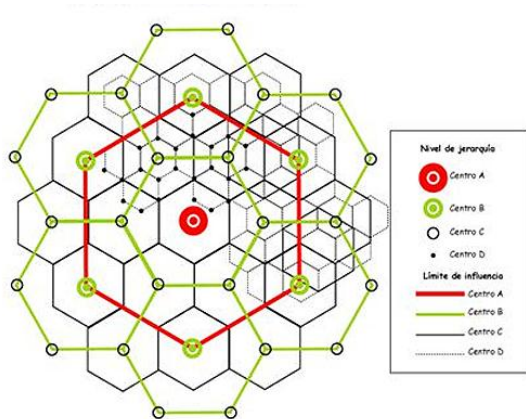 Nivel de jerarquía
Centro A
Centro B
Centro C
Centro D
Límite de influencia
Centro A
Centro B
Centro C
Centro D